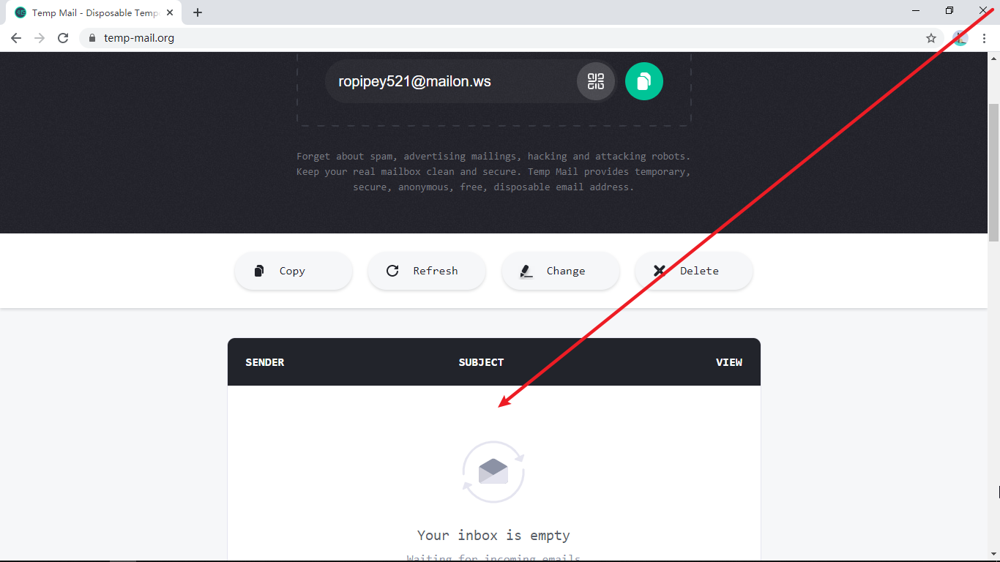 Temp Mail - Disposable Temp
temp-mail.org
ropipey521@mailon.ws
Forget about spam, advertising mailings, hacking and attacking robots.
Keep your real mailbox clean and secure. Temp Mail provides temporary,
secure, anonymous, free, disposable email address.
Copy
Refresh
Change
Delete
SENDER
SUBJECT
VIEW
Your inbox is empty
Waiting for incoming emails